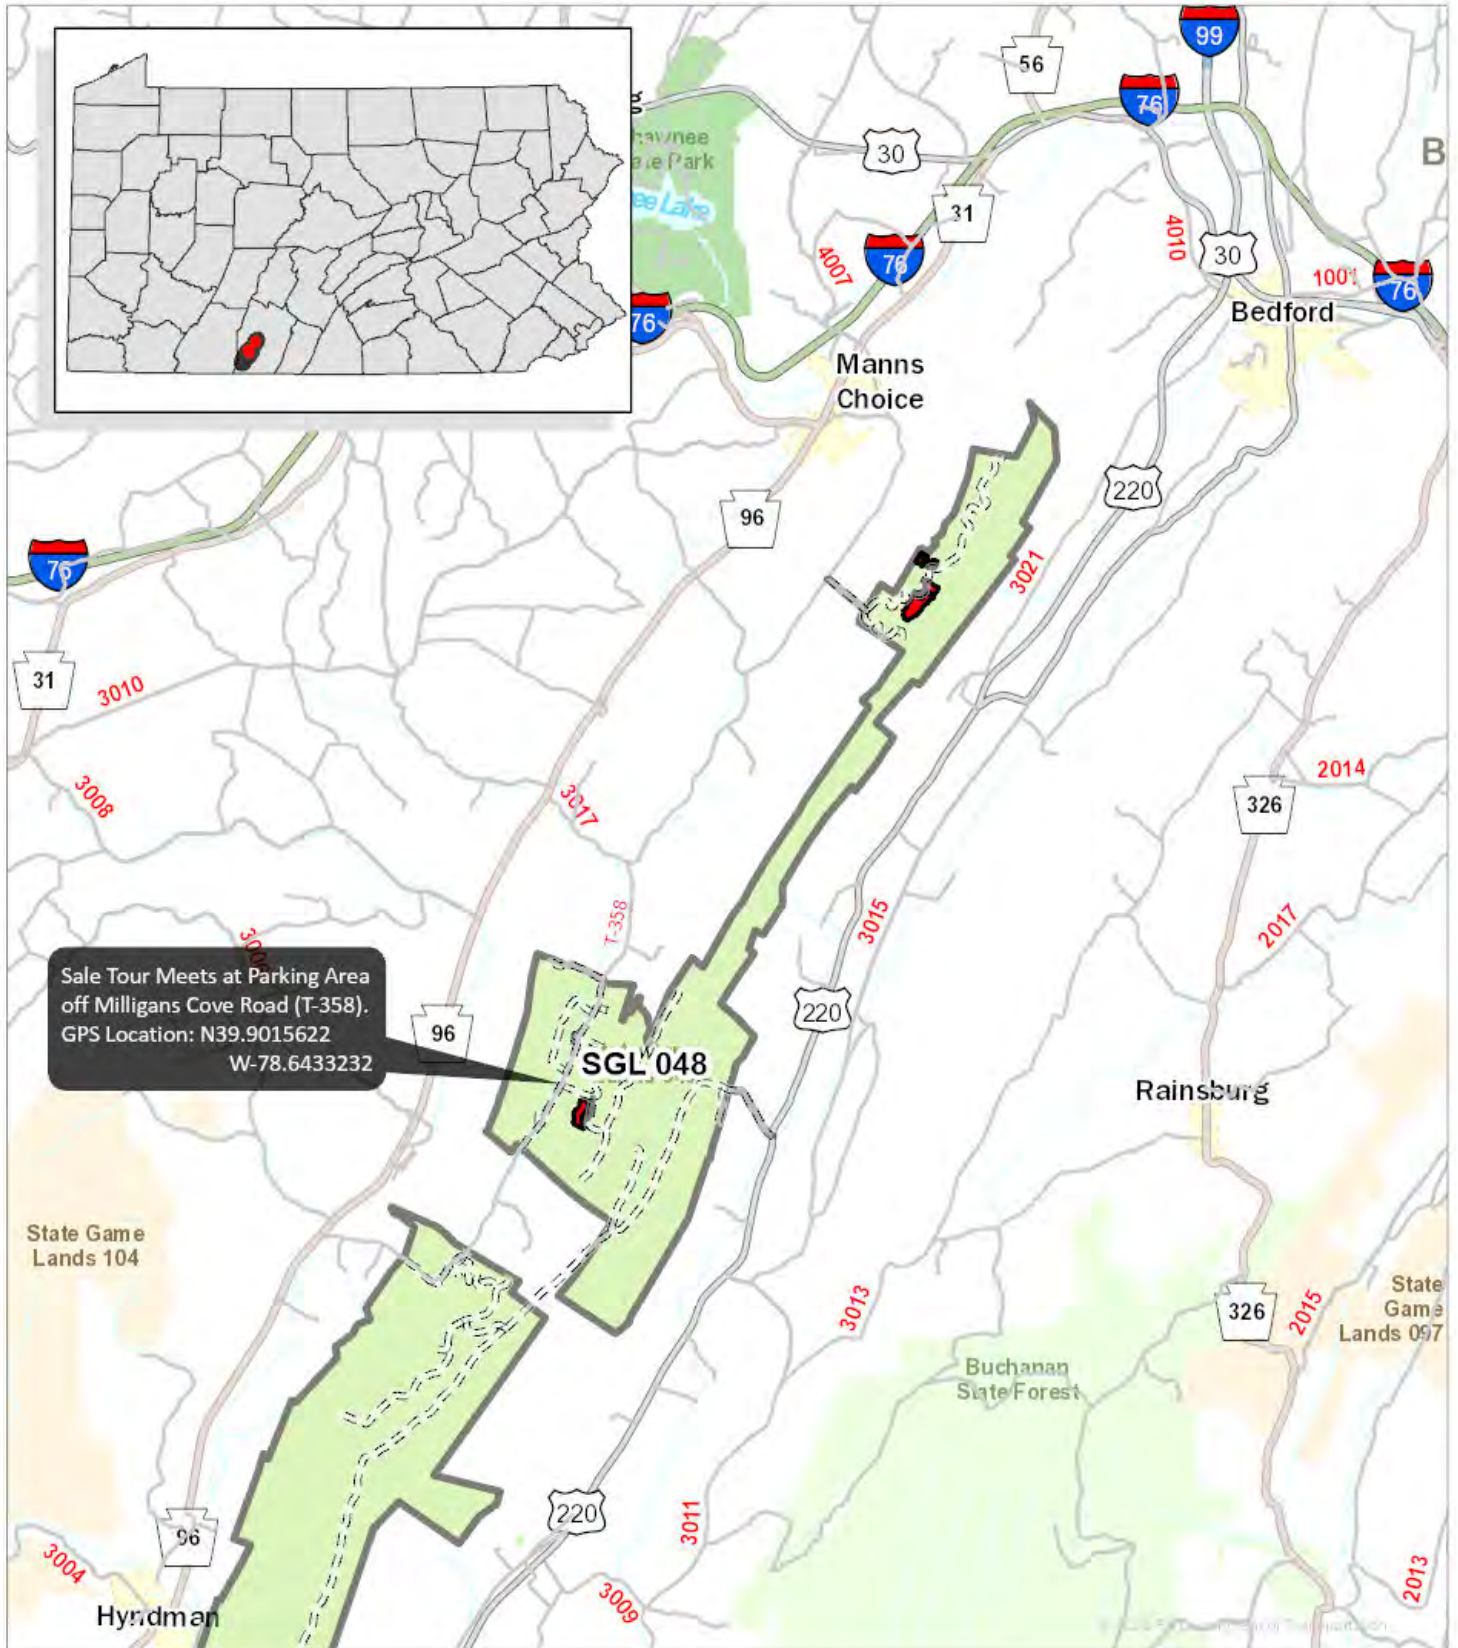 99
56
76
B
hawnee
30
31
4007
76
4010
30
1001
76
76
Bedford
Manns
Choice
220
96
3021
76
31
3010
3008
3017
2014
326
T-358
3015
2017
Sale Tour Meets at Parking Area
off Milligans Cove Road (T-358).
GPS Location: N39.9015622
W-78.6433232
96
220
SGL 048
Rainsburg
State Game
Lands 104
3013
326
2015
State
Game
Lands 097
Buchanan
State Forest
220
3011
96
3004
3009
2013
Hyndman